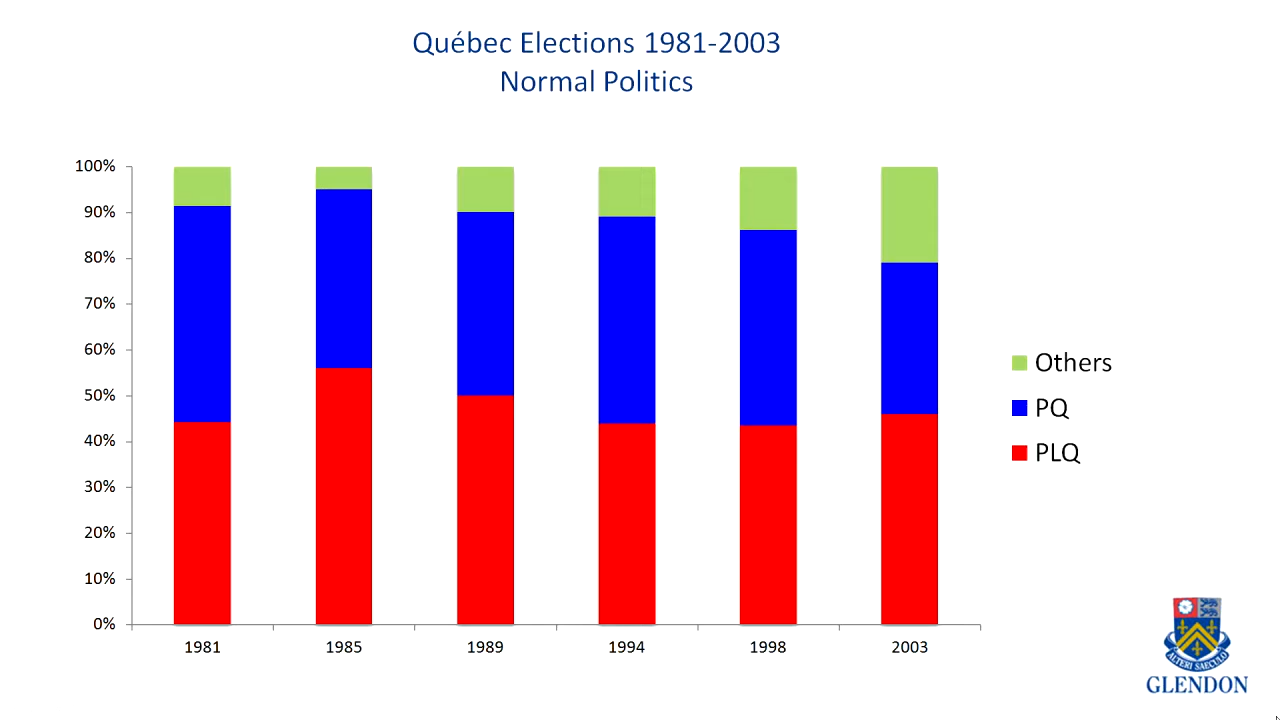 Québec Elections 1981-2003
Normal Politics
100%
90%
80%
70%
60%
50%
40%
30%
20%
10%
0%
1981 1985 1989 1994 1998 2003
Others
PQ
PLQ
ALTERI SAECULO
GLENDON